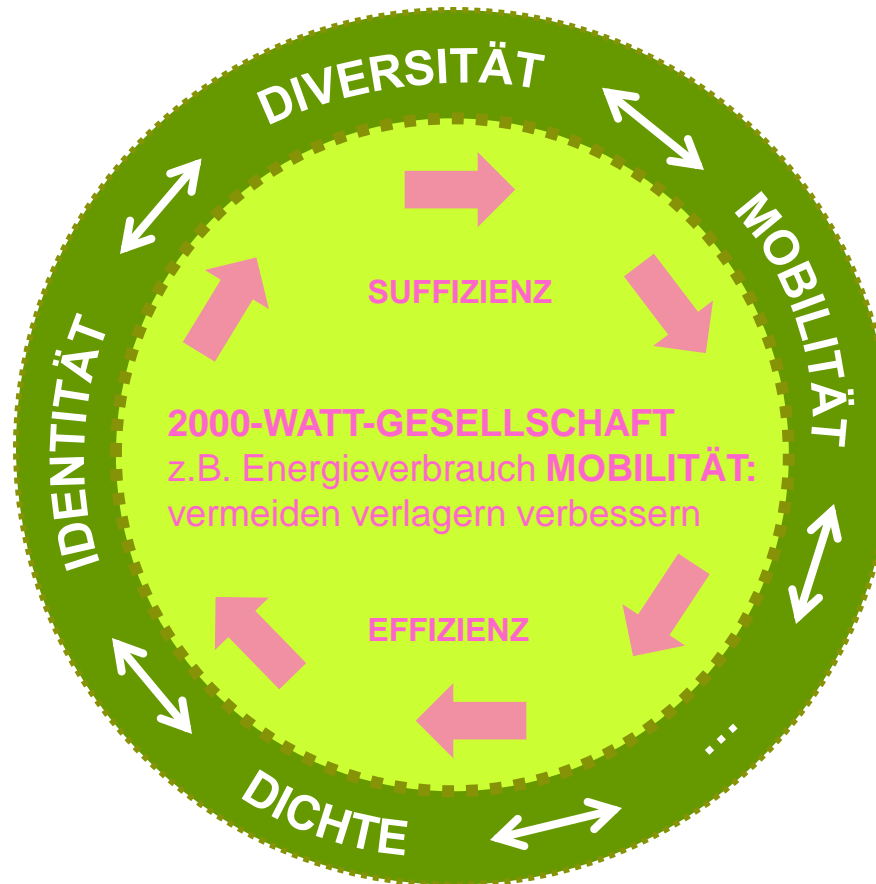 DIVERSITÄT
MOBILITÄT
...
DICHTE
IDENTITÄT
SUFFIZIENZ
2000-WATT-GESELLSCHAFT
z.B. Energieverbrauch MOBILITÄT:
vermeiden verlagern verbessern
EFFIZIENZ